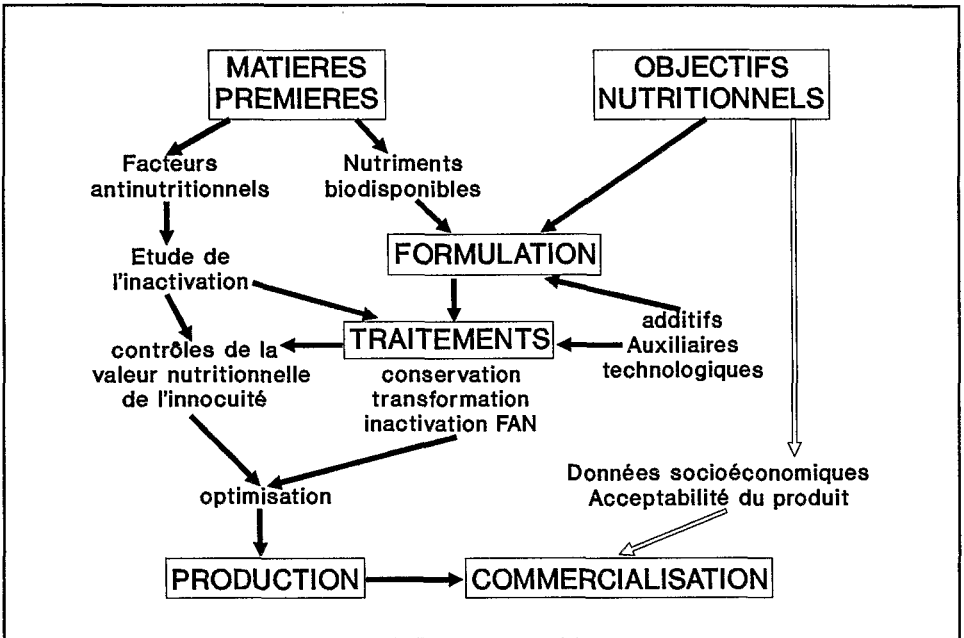 MATIERES
PREMIERES
OBJECTIFS
NUTRITIONNELS
Facteurs
antinutritionnels
Nutriments
biodisponibles
FORMULATION
Etude de
l'inactivation
TRAITEMENTS
conservation
transformation
inactivation FAN
additifs
Auxiliaires
technologiques
contrôles de la
valeur nutritionnelle
de l'innocuité
optimisation
Données socioéconomiques
Acceptabilité du produit
PRODUCTION
COMMERCIALISATION